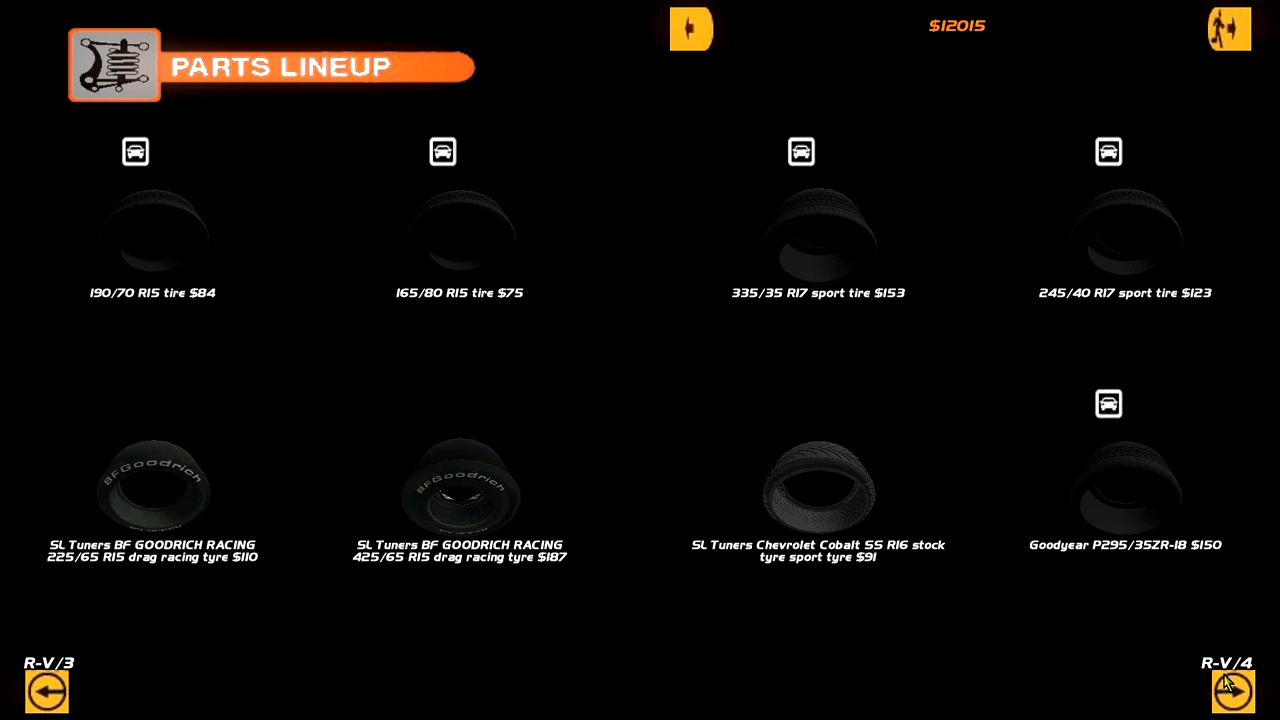 $12015
PARTS LINEUP
190/70 R15 tire $84
165/80 R15 tire $75
335/35 R17 sport tire $153
245/40 R17 sport tire $123
BFGoodrich
BFGoodrich
SL Tuners BF GOODRICH RACING
225/65 R15 drag racing tyre $110
SL Tuners BF GOODRICH RACING
425/65 R15 drag racing tyre $187
SL Tuners Chevrolet Cobalt SS R16 stock
tyre sport tyre $91
Goodyear P295/35ZR-18 $150
R-V/3
R-V/4